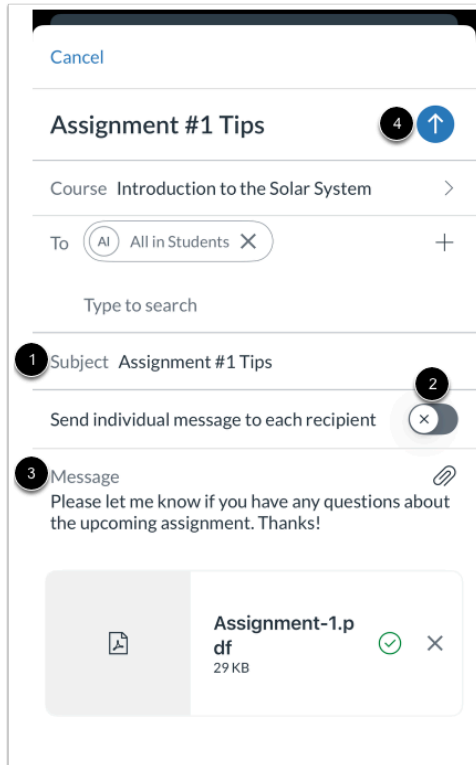 Cancel
Assignment #1 Tips 4
Course Introduction to the Solar System
To AI All in Students
Type to search
1 Subject Assignment #1 Tips
2
Send individual message to each recipient
3 Message
Please let me know if you have any questions about
the upcoming assignment. Thanks!
Assignment-1.p
df
29 KB